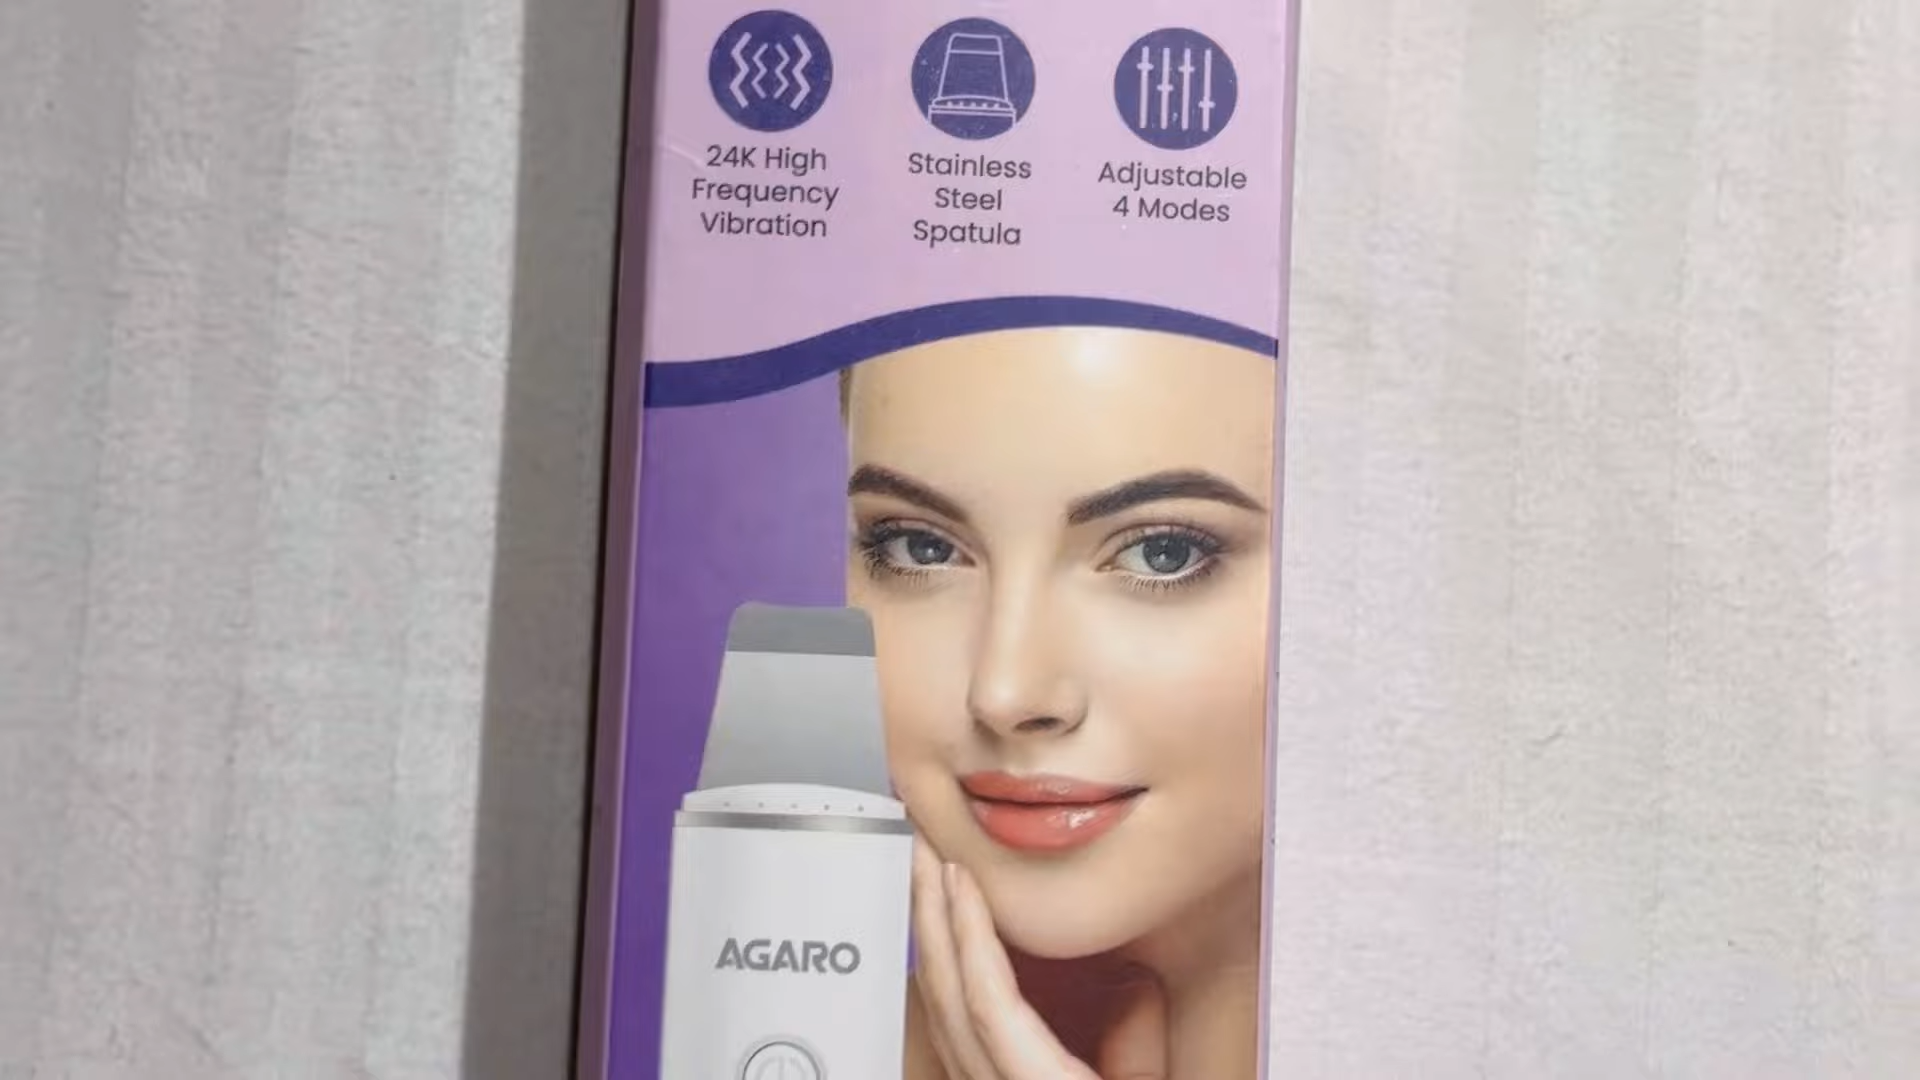 24K High
Frequency
Vibration
Stainless
Steel
Spatula
Adjustable
4 Modes
AGARO